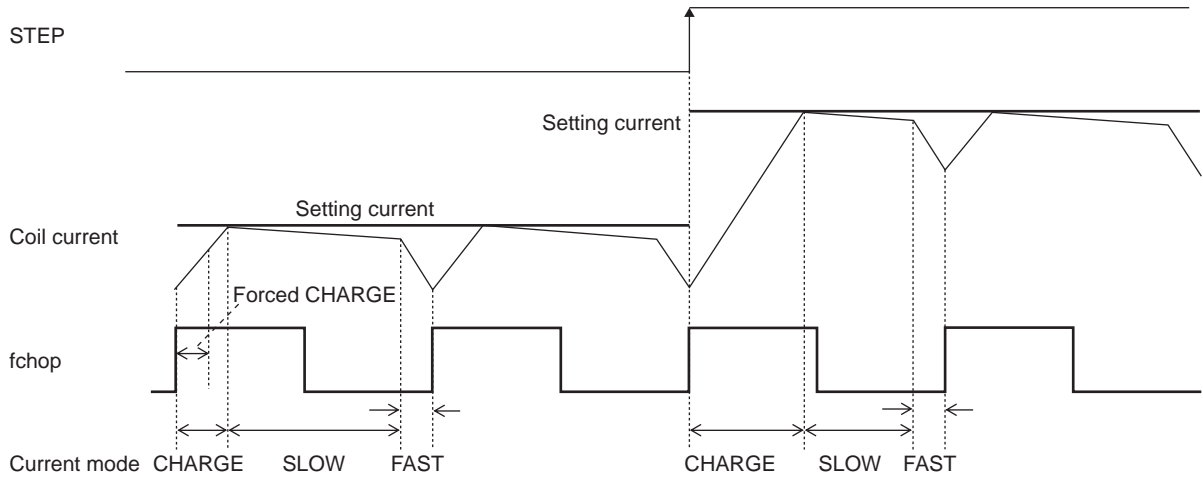 STEP
Setting current
Setting current
Coil current
Forced CHARGE
fchop
Current mode CHARGE SLOW FAST CHARGE SLOW FAST